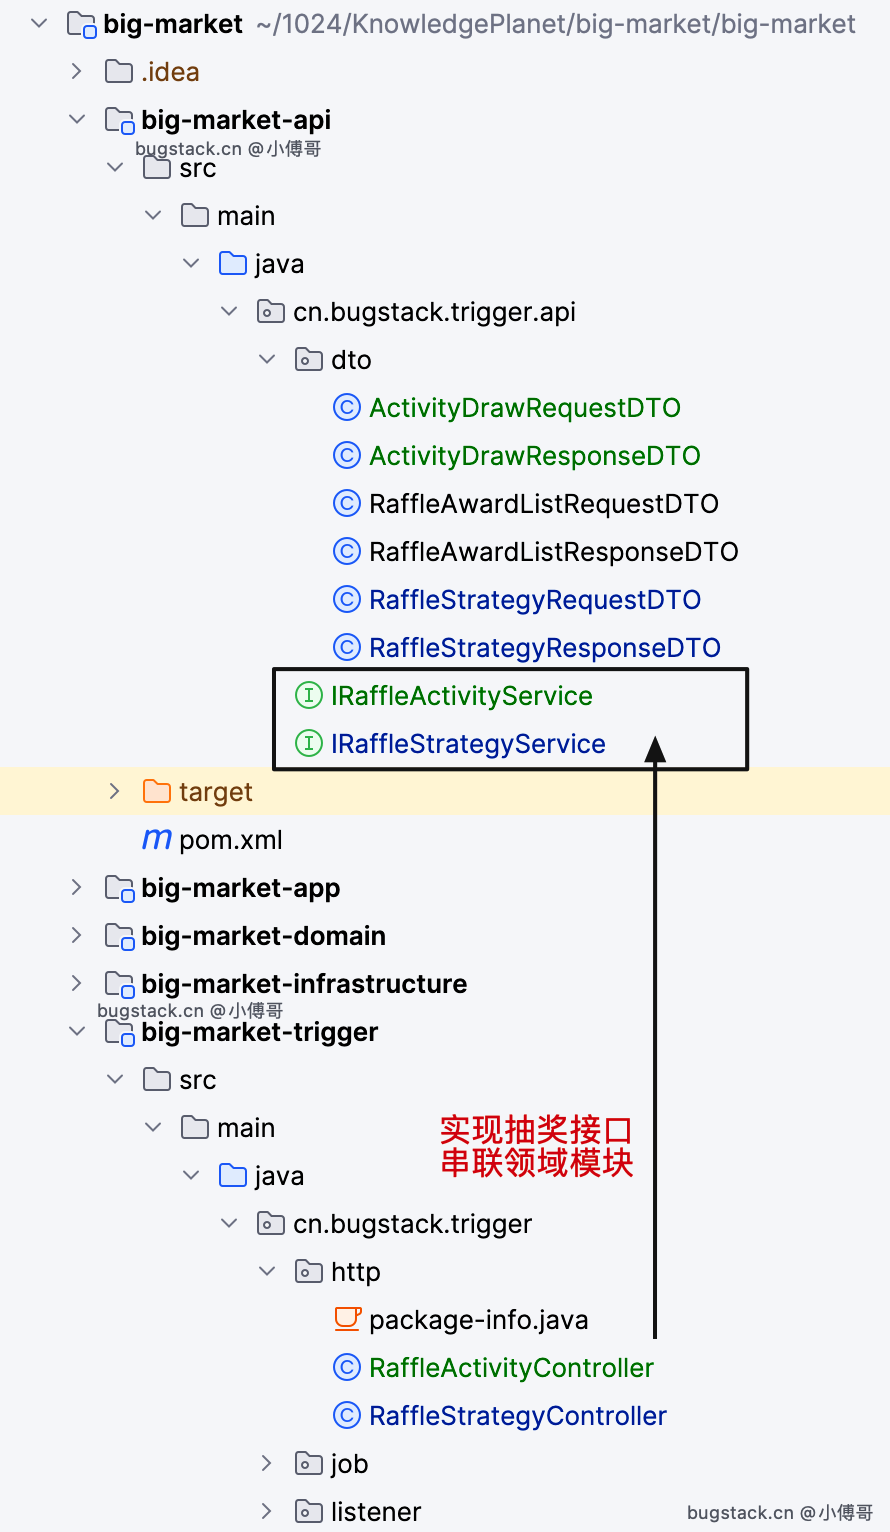 big-market ~/1024/KnowledgePlanet/big-market/big-market
.idea
big-market-api
bugstack.cn @小傅哥
src
main
java
cn.bugstack.trigger.api
dto
ActivityDrawRequestDTO
ActivityDrawResponseDTO
RaffleAwardListRequestDTO
RaffleAwardListResponseDTO
RaffleStrategyRequestDTO
RaffleStrategyResponseDTO
IRaffleActivityService
IRaffleStrategyService
target
pom.xml
big-market-app
big-market-domain
big-market-infrastructure
bugstack.cn @小傅哥
big-market-trigger
src
main
实现抽奖接口
串联领域模块
java
cn.bugstack.trigger
http
package-info.java
RaffleActivityController
RaffleStrategyController
job
listener
bugstack.cn @小傅哥